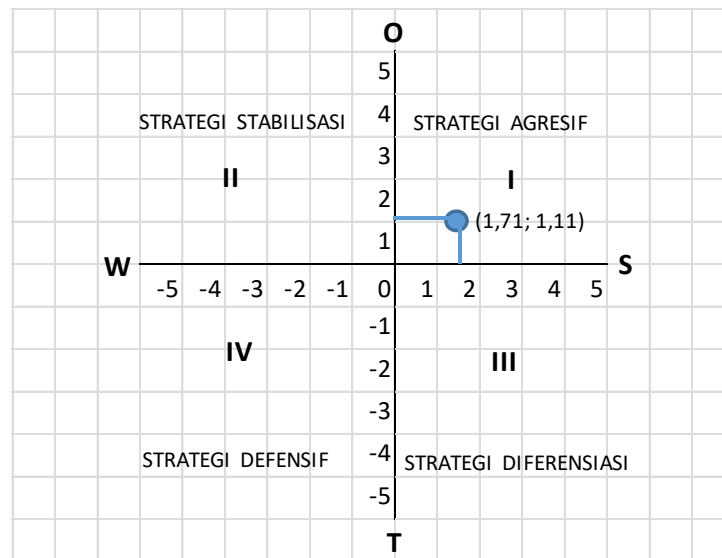 O
5
4
STRATEGI STABILISASI
STRATEGI AGRESIF
3
II
I
2
(1,71; 1,11)
1
W
S
-5 -4 -3 -2 -1 0 1 2 3 4 5
-1
IV
III
-2
-3
-4
STRATEGI DEFENSIF
STRATEGI DIFERENSIASI
-5
T